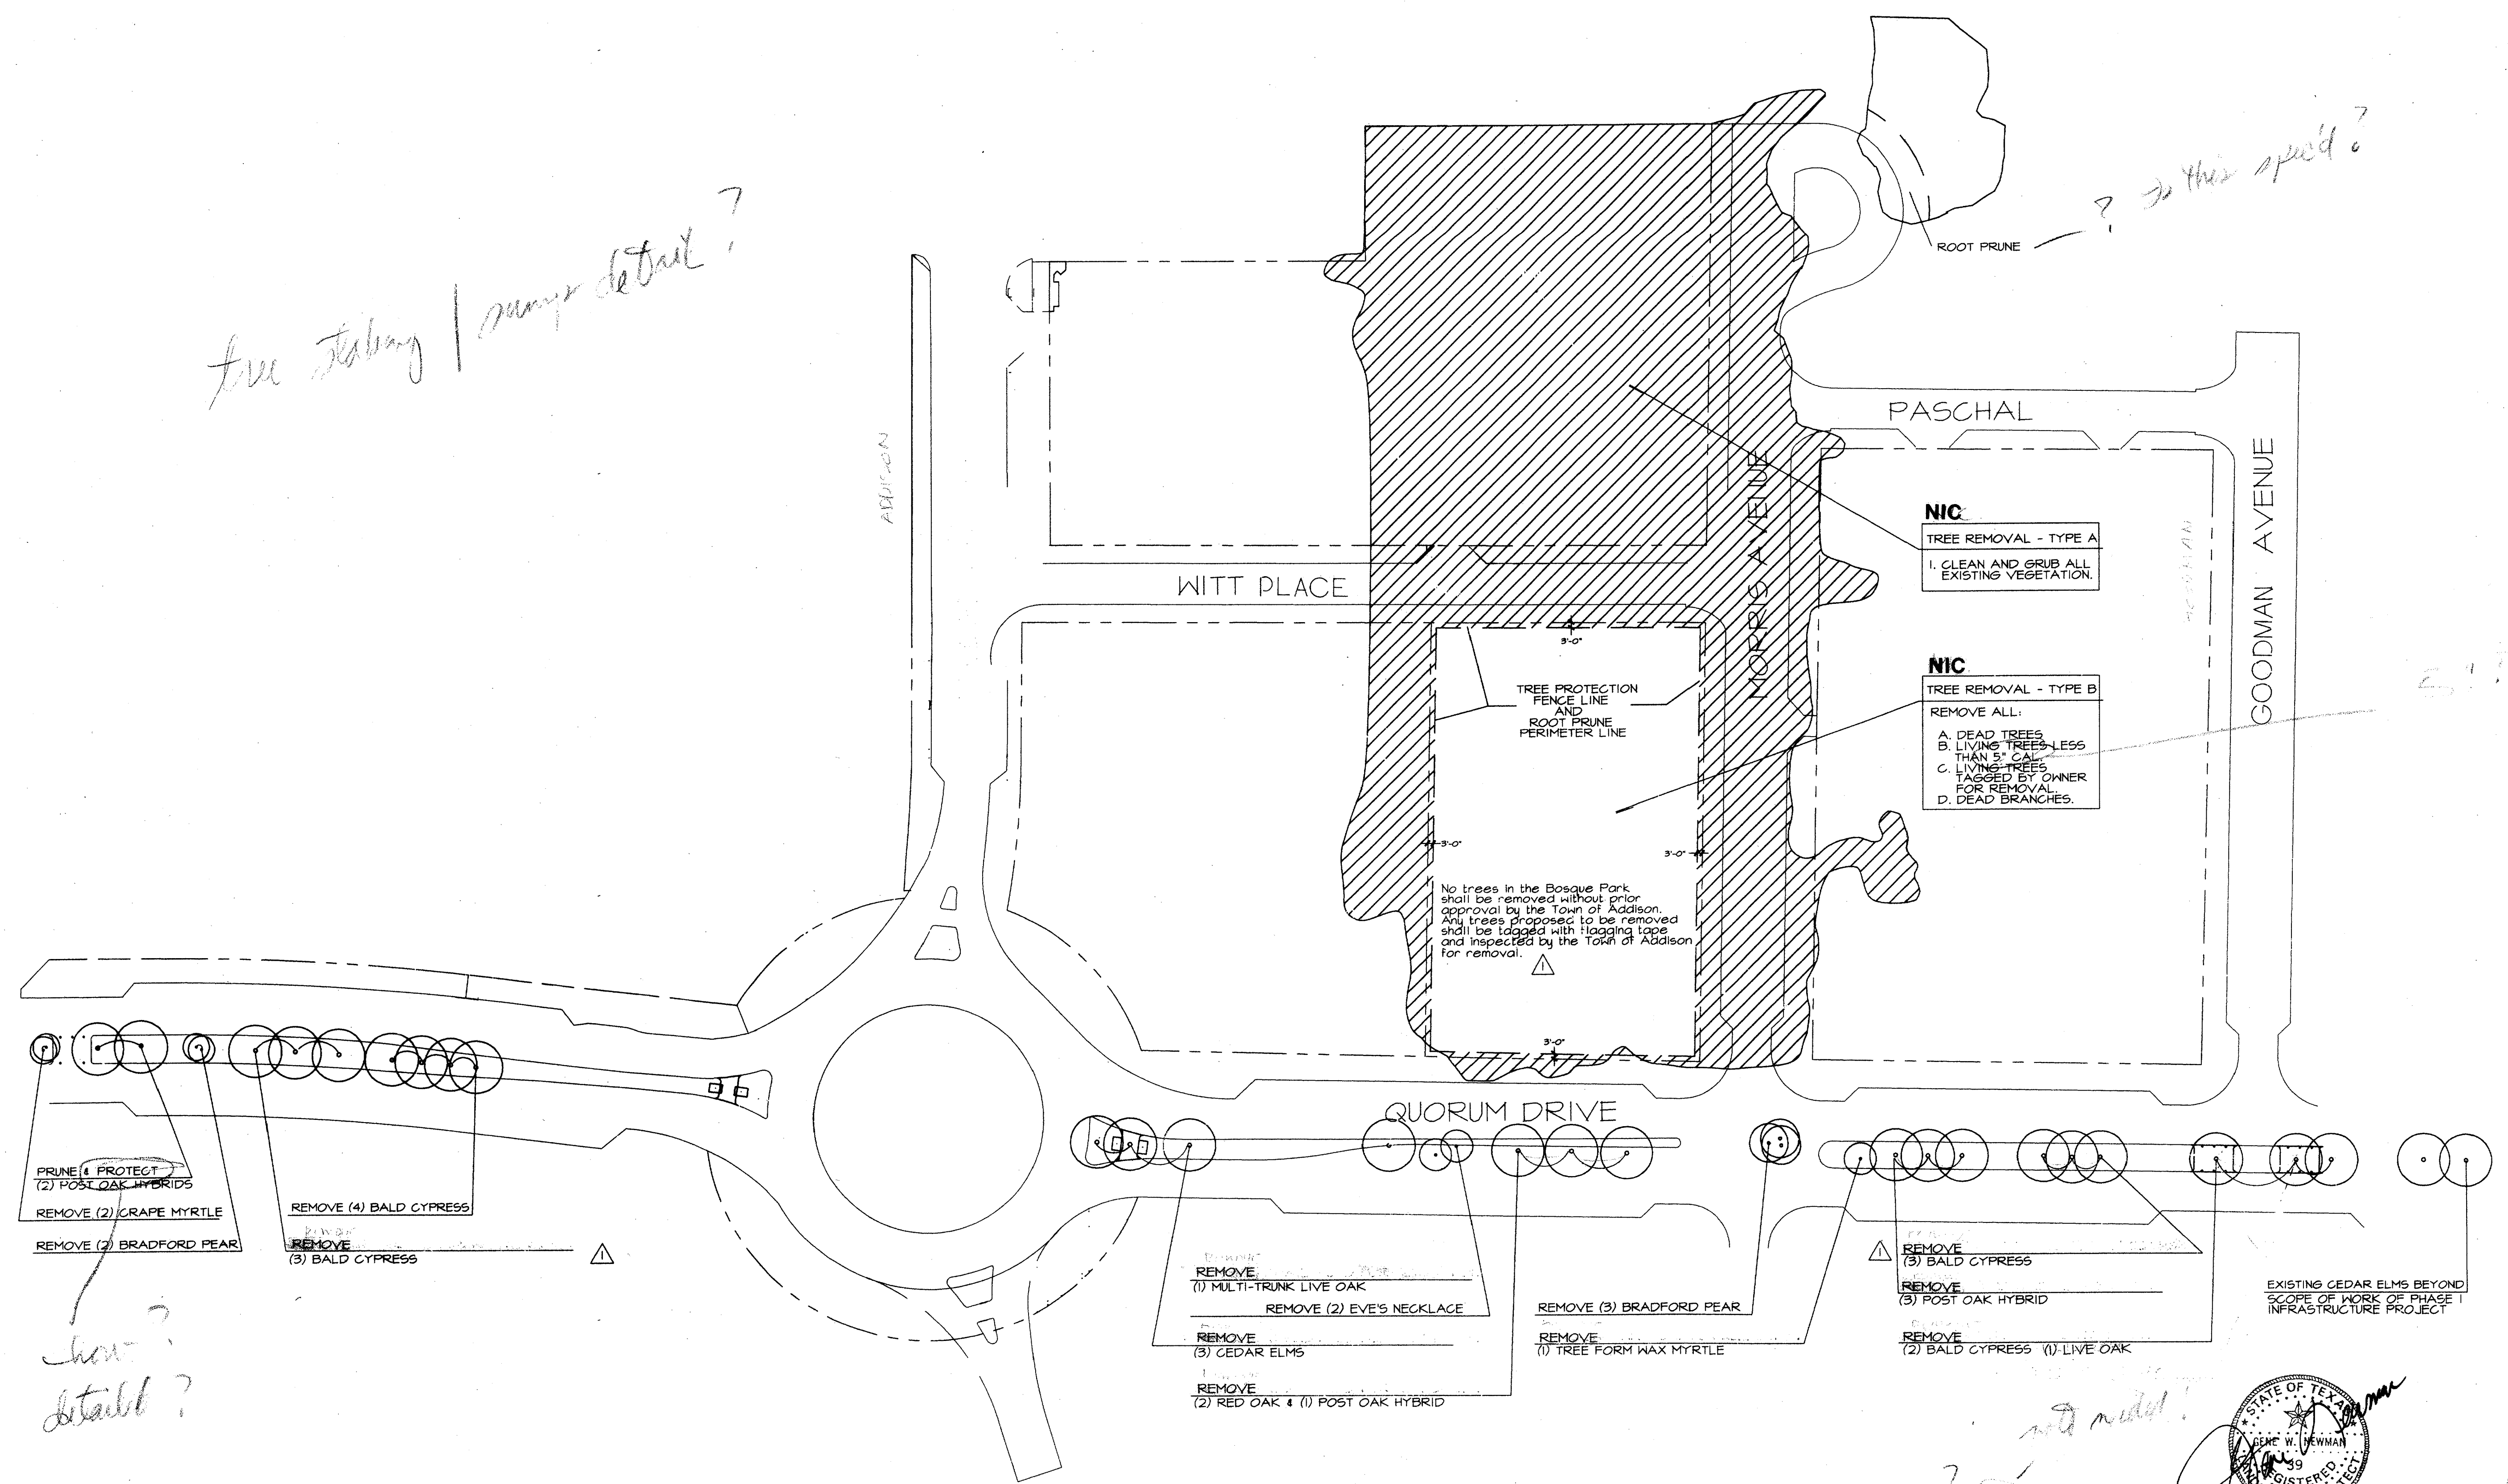 tree staking | sump detail?
? Is this spec'd?
ROOT PRUNE
PASCHAL
ADDISON
GOODMAN AVENUE
MORRIS AVENUE
WITT PLACE
NIC
TREE REMOVAL - TYPE A
1. CLEAN AND GRUB ALL
EXISTING VEGETATION.
3'-0"
NIC
TREE REMOVAL - TYPE B
REMOVE ALL:
A. DEAD TREES
B. LIVING TREES LESS
THAN 5" CAL.
C. LIVING TREES
TAGGED BY OWNER
FOR REMOVAL.
D. DEAD BRANCHES.
TREE PROTECTION
FENCE LINE
AND
ROOT PRUNE
PERIMETER LINE
3'-0"
3'-0"
No trees in the Bosque Park
shall be removed without prior
approval by the Town of Addison.
Any trees proposed to be removed
shall be tagged with flagging tape
and inspected by the Town of Addison
for removal.
1
3'-0"
QUORUM DRIVE
PRUNE & PROTECT
(2) POST OAK HYBRIDS
REMOVE (2) CRAPE MYRTLE
REMOVE (2) BRADFORD PEAR
REMOVE (4) BALD CYPRESS
REMOVE
(3) BALD CYPRESS
1
REMOVE
(1) MULTI-TRUNK LIVE OAK
REMOVE (2) EVE'S NECKLACE
REMOVE
(3) CEDAR ELMS
REMOVE
(2) RED OAK & (1) POST OAK HYBRID
REMOVE (3) BRADFORD PEAR
REMOVE
(1) TREE FORM WAX MYRTLE
1
REMOVE
(3) BALD CYPRESS
REMOVE
(3) POST OAK HYBRID
REMOVE
(2) BALD CYPRESS (1) LIVE OAK
EXISTING CEDAR ELMS BEYOND
SCOPE OF WORK OF PHASE I
INFRASTRUCTURE PROJECT
how?
detail?
STATE OF TEXAS
GENE W. NEWMAN
39
REGISTERED